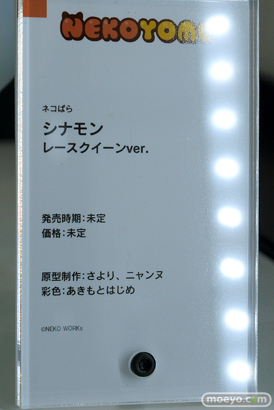 NEKOYOME
ネコぱら
シナモン
レースクイーンver.
発売時期:未定
価格:未定
原型制作:さより、ニャンヌ
彩色:あきもとはじめ
©NEKO WORKs
moeyo.com